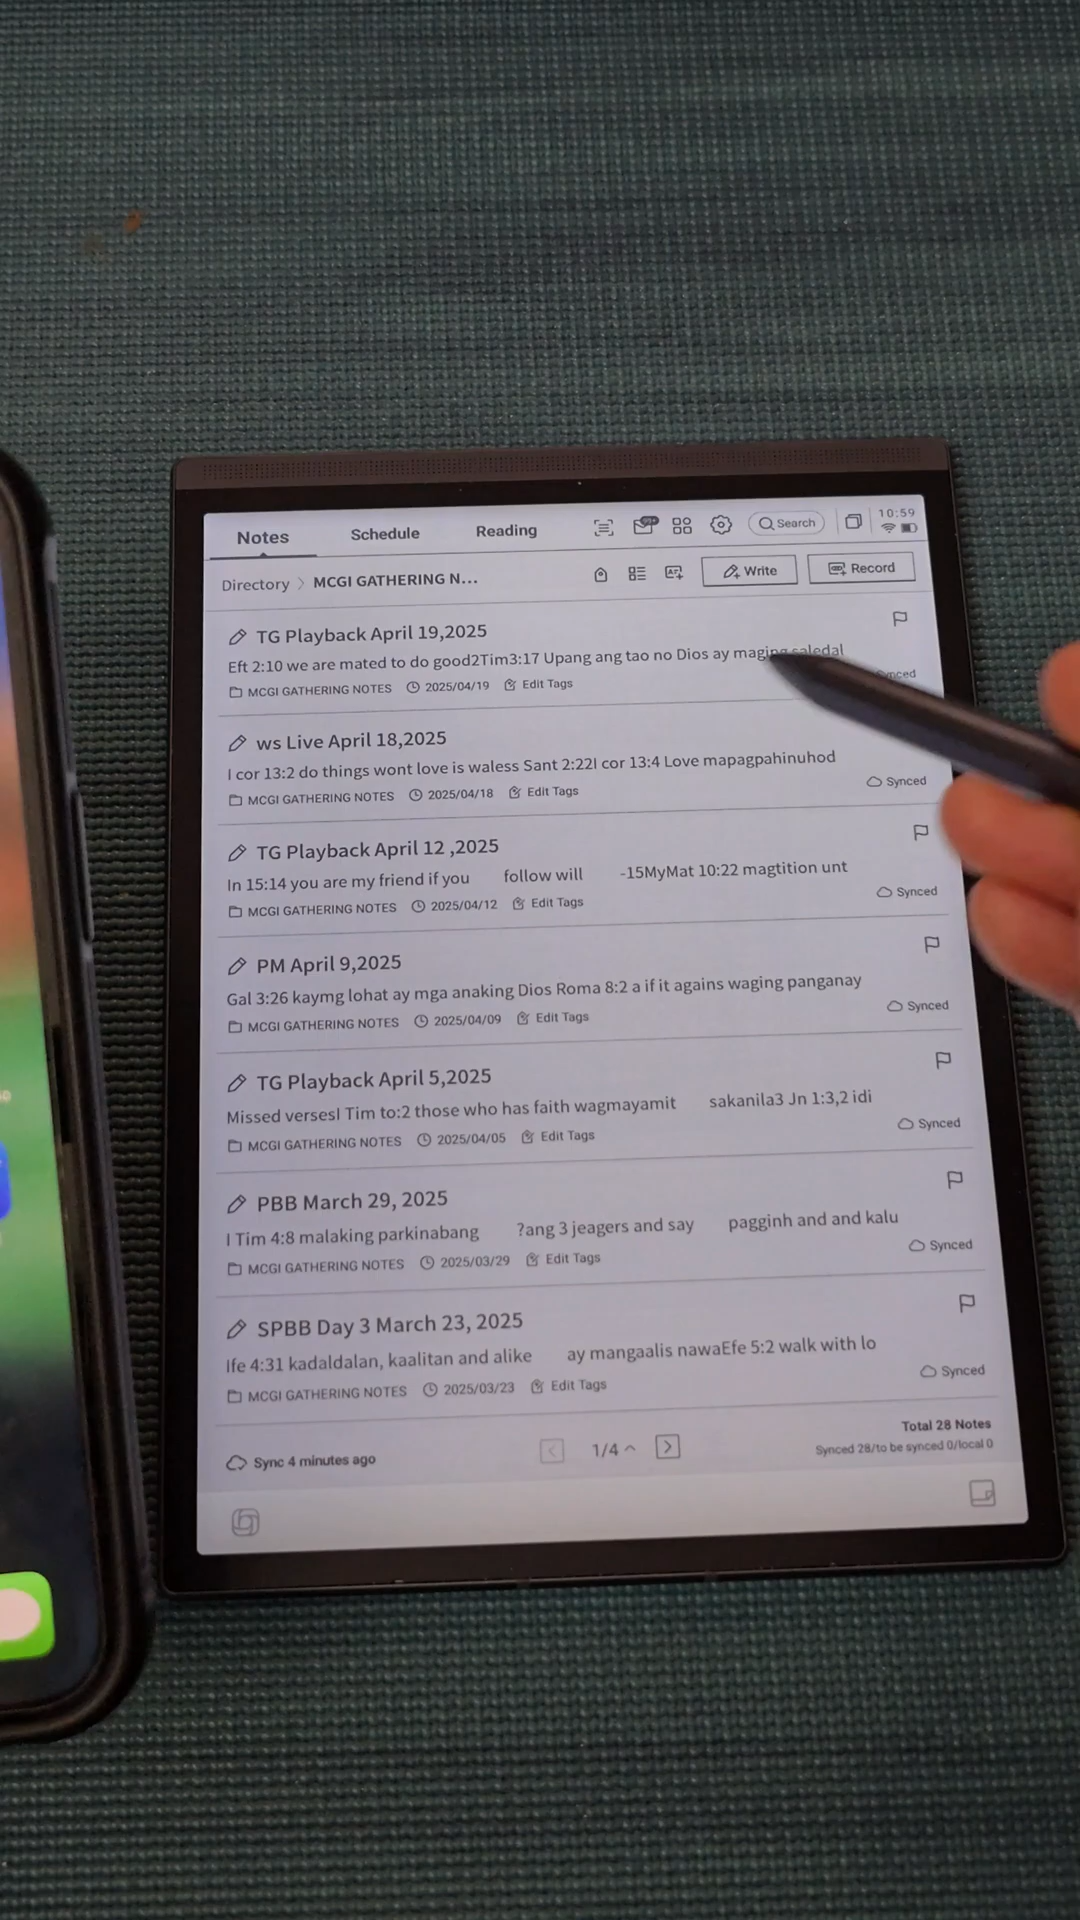 Notes Schedule Reading Search 10:59
Directory > MCGI GATHERING N... Write Record
TG Playback April 19,2025
Eft 2:10 we are mated to do good2Tim3:17 Upang ang tao no Dios ay maging saledal
MCGI GATHERING NOTES 2025/04/19 Edit Tags
Synced
ws Live April 18,2025
I cor 13:2 do things wont love is waless Sant 2:22I cor 13:4 Love mapagpahinuhod
MCGI GATHERING NOTES 2025/04/18 Edit Tags
Synced
TG Playback April 12 ,2025
In 15:14 you are my friend if you follow will -15MyMat 10:22 magtition unt
MCGI GATHERING NOTES 2025/04/12 Edit Tags
Synced
PM April 9,2025
Gal 3:26 kaymg lohat ay mga anaking Dios Roma 8:2 a if it agains waging panganay
MCGI GATHERING NOTES 2025/04/09 Edit Tags
Synced
TG Playback April 5,2025
Missed versesI Tim to:2 those who has faith wagmayamit sakanila3 Jn 1:3,2 idi
MCGI GATHERING NOTES 2025/04/05 Edit Tags
Synced
PBB March 29, 2025
I Tim 4:8 malaking parkinabang ?ang 3 jeagers and say pagginh and and kalu
MCGI GATHERING NOTES 2025/03/29 Edit Tags
Synced
SPBB Day 3 March 23, 2025
Ife 4:31 kadaldalan, kaalitan and alike ay mangaalis nawaEfe 5:2 walk with lo
MCGI GATHERING NOTES 2025/03/23 Edit Tags
Synced
Sync 4 minutes ago
1/4
Total 28 Notes
Synced 28/to be synced 0/local 0